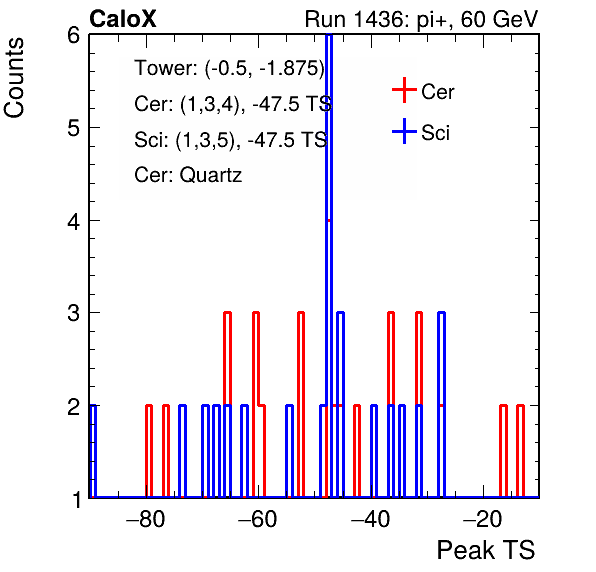 CaloX Run 1436: pi+, 60 GeV
Counts
6
5
4
3
2
1
Tower: (-0.5, -1.875)
Cer: (1,3,4), -47.5 TS
Sci: (1,3,5), -47.5 TS
Cer: Quartz
Cer
Sci
−80 −60 −40 −20
Peak TS